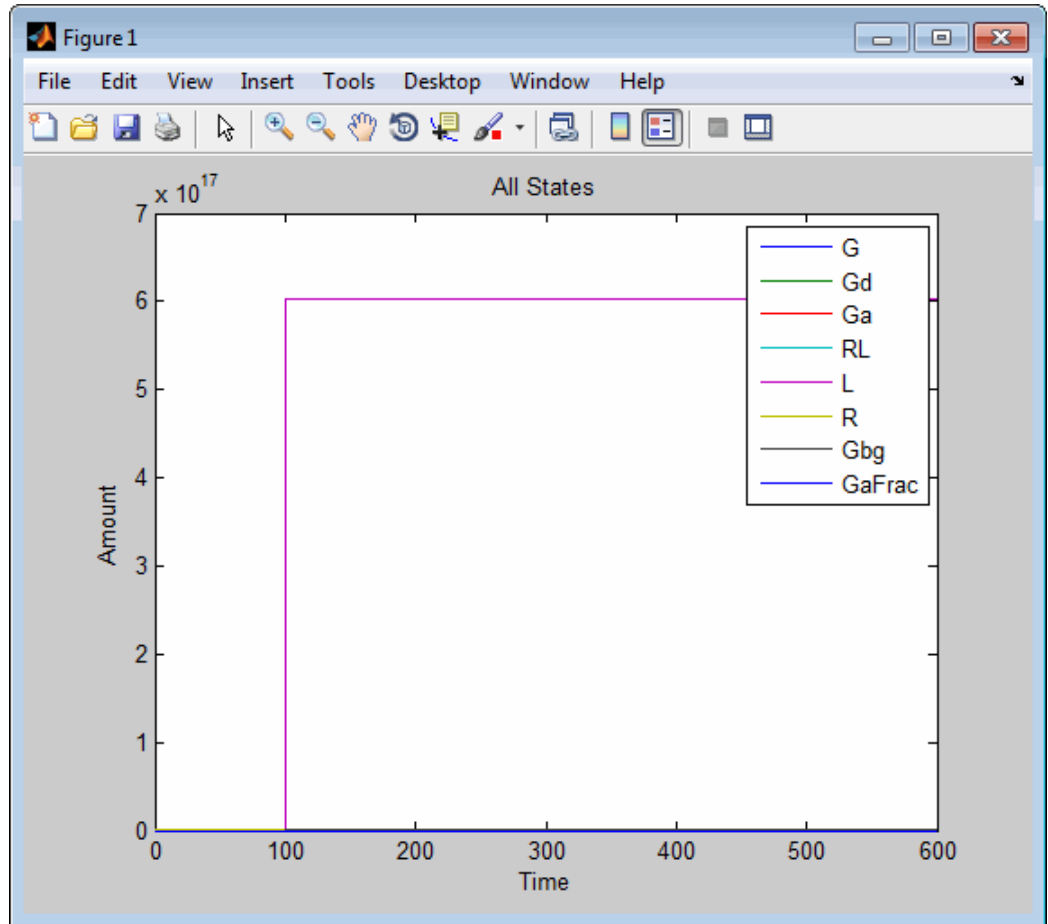 Figure 1
File Edit View Insert Tools Desktop Window Help
x 10^17
All States
7
6
5
4
3
2
1
0
Amount
G
Gd
Ga
RL
L
R
Gbg
GaFrac
0 100 200 300 400 500 600
Time